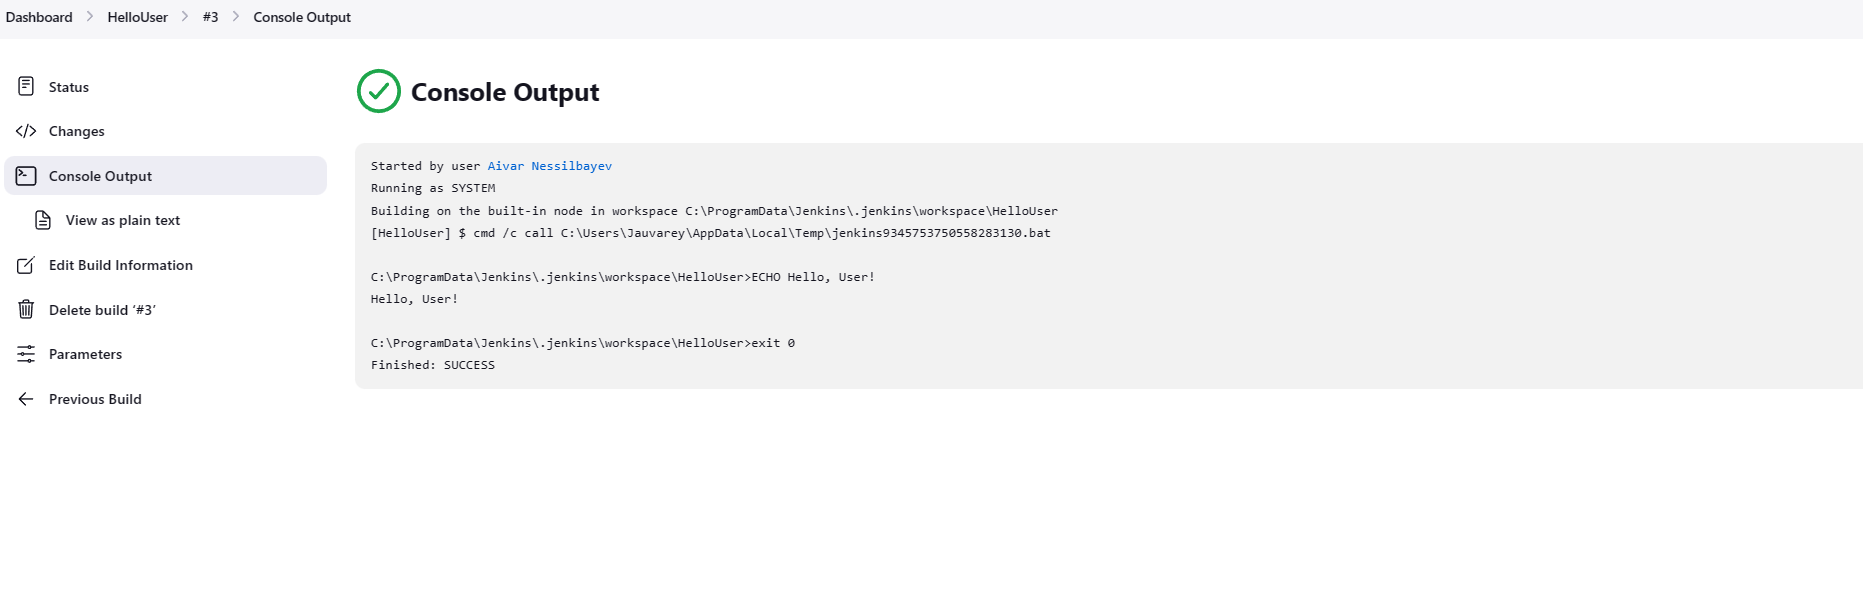 Dashboard > HelloUser > #3 > Console Output
Status
Changes
Console Output
View as plain text
Edit Build Information
Delete build ‘#3’
Parameters
Previous Build
Console Output
Started by user Aivar Nessilbayev
Running as SYSTEM
Building on the built-in node in workspace C:\ProgramData\Jenkins\.jenkins\workspace\HelloUser
[HelloUser] $ cmd /c call C:\Users\Jauvarey\AppData\Local\Temp\jenkins9345753750558283130.bat
C:\ProgramData\Jenkins\.jenkins\workspace\HelloUser>ECHO Hello, User!
Hello, User!
C:\ProgramData\Jenkins\.jenkins\workspace\HelloUser>exit 0
Finished: SUCCESS